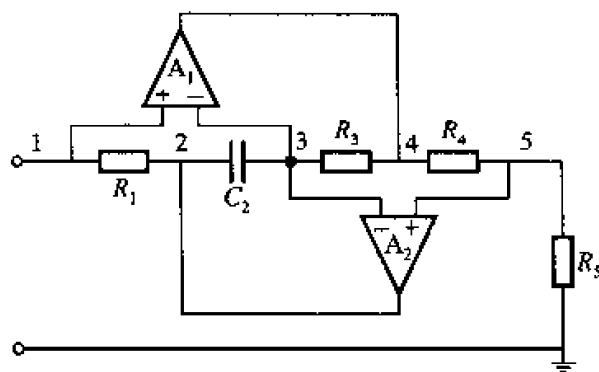 A₁
+ −
1 2 3 R₃ 4 R₄ 5
R₁ C₂
− +
A₂
R₅